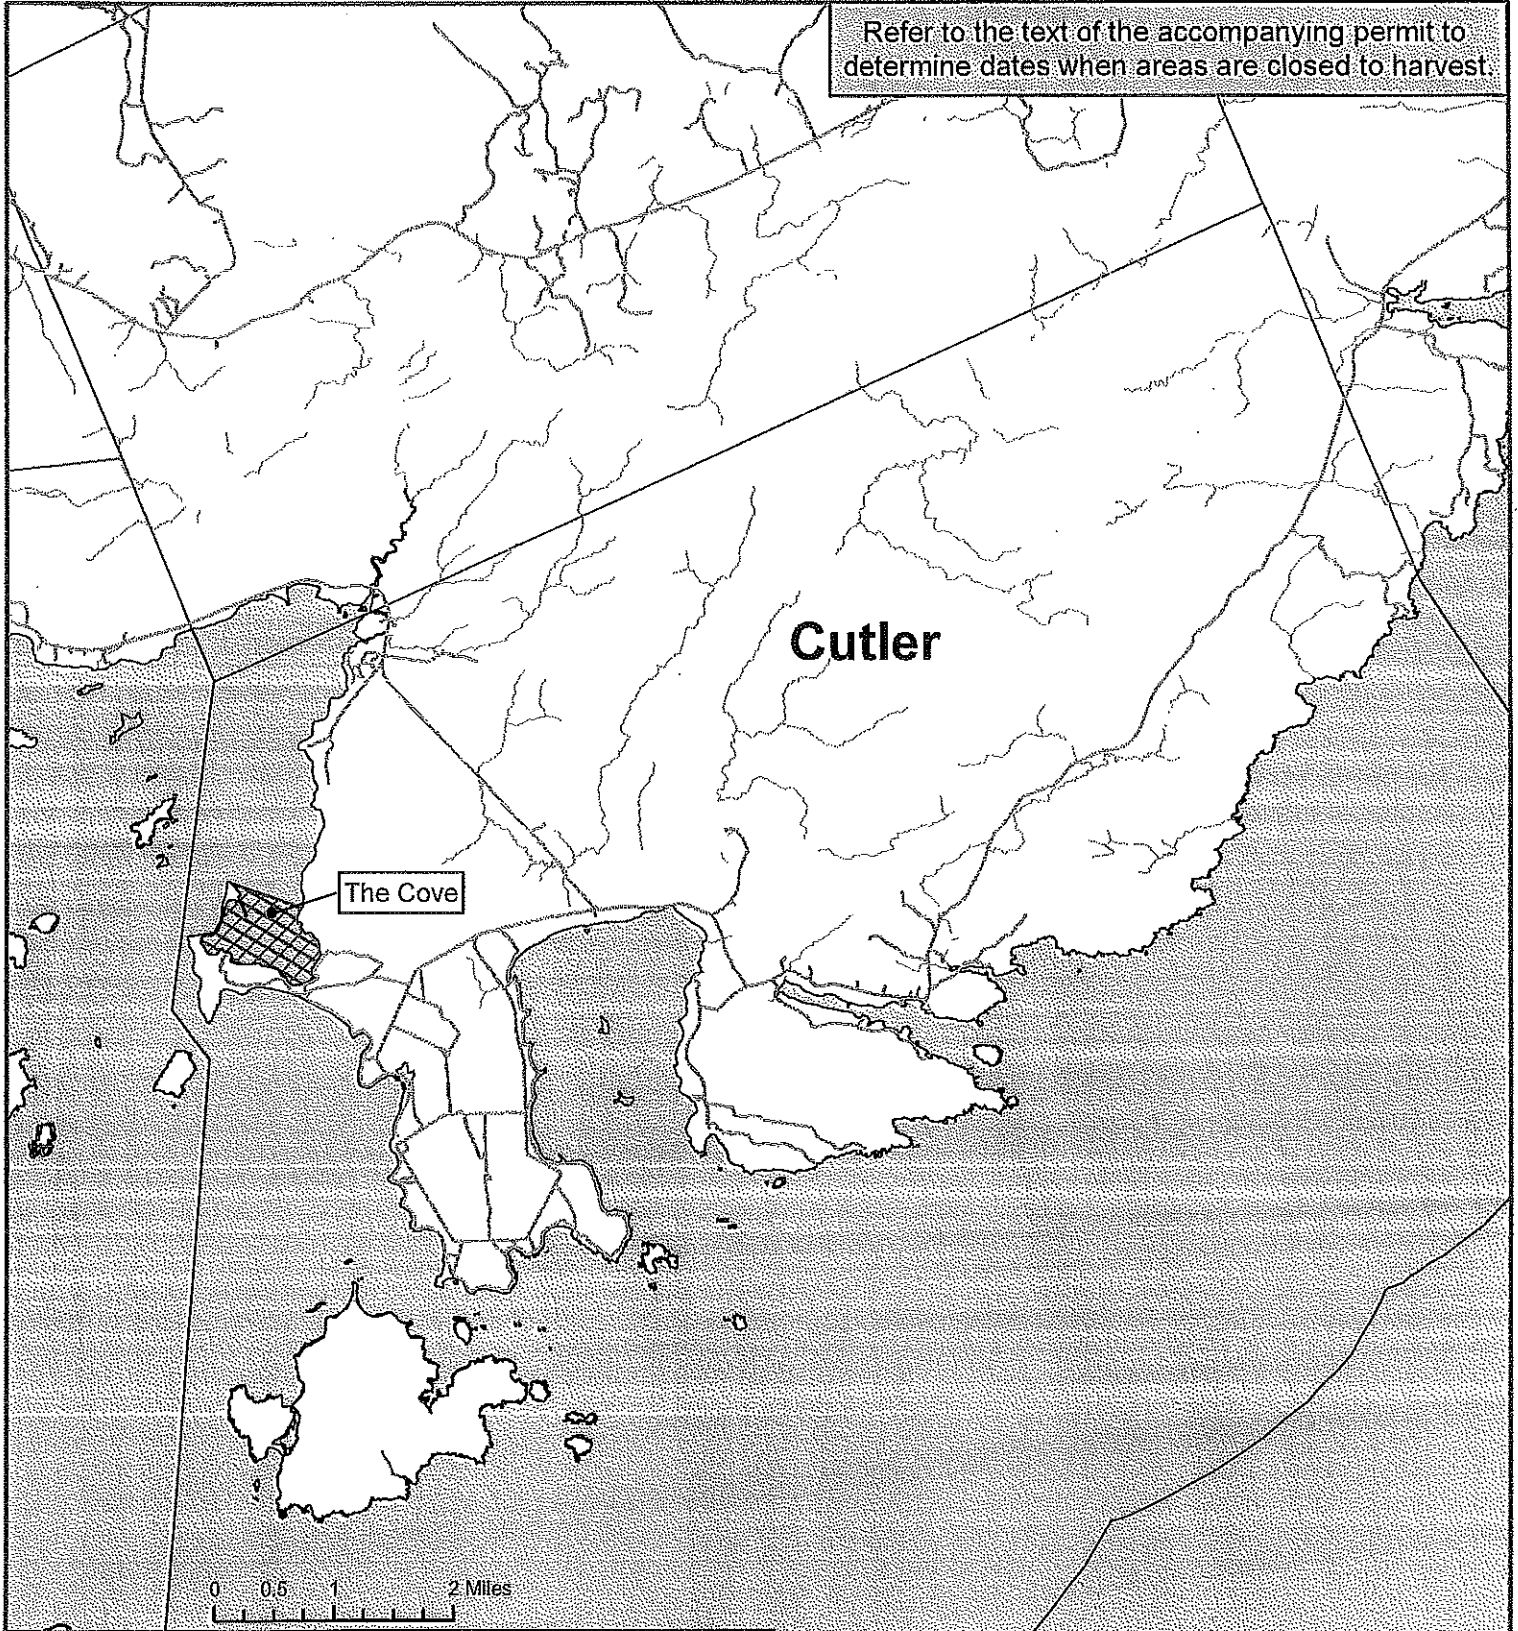 Refer to the text of the accompanying permit to
determine dates when areas are closed to harvest.
Cutler
The Cove
0 0.5 1 2 Miles